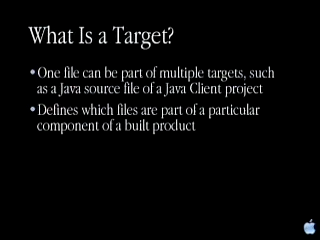 What Is a Target?
•One file can be part of multiple targets, such
as a Java source file of a Java Client project
•Defines which files are part of a particular
component of a built product